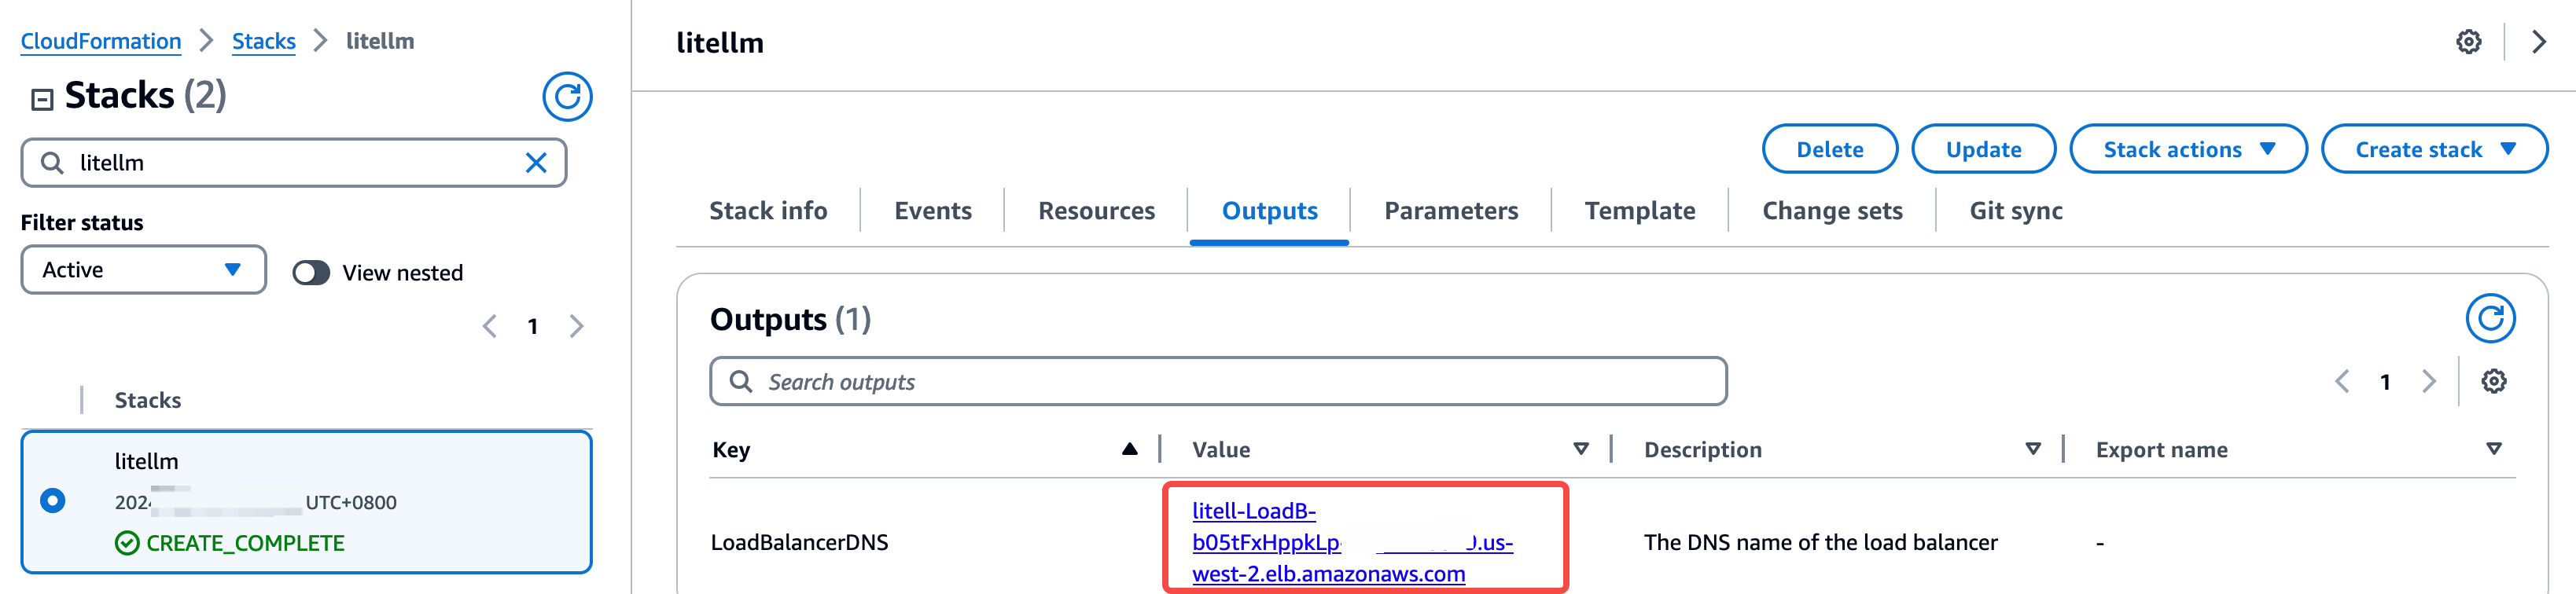 CloudFormation > Stacks > litellm
Stacks (2)
litellm
Filter status
Active
View nested
1
Stacks
litellm
UTC+0800
CREATE_COMPLETE
litellm
Delete
Update
Stack actions
Create stack
Stack info
Events
Resources
Outputs
Parameters
Template
Change sets
Git sync
Outputs (1)
Search outputs
1
Key
Value
Description
Export name
LoadBalancerDNS
litell-LoadB-
b05tFxHppkLp- .us-
west-2.elb.amazonaws.com
The DNS name of the load balancer
-